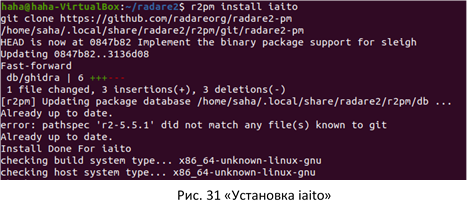 haha@haha-VirtualBox:~/radare2$ r2pm install iaito
git clone https://github.com/radareorg/radare2-pm
/home/saha/.local/share/radare2/r2pm/git/radare2-pm
HEAD is now at 0847b82 Implement the binary package support for sleigh
Updating 0847b82..3136d08
Fast-forward
db/ghidra | 6 +++---
1 file changed, 3 insertions(+), 3 deletions(-)
[r2pm] Updating package database /home/saha/.local/share/radare2/r2pm/db ...
Already up to date.
error: pathspec 'r2-5.5.1' did not match any file(s) known to git
Already up to date.
Install Done For iaito
checking build system type... x86_64-unknown-linux-gnu
checking host system type... x86_64-unknown-linux-gnu
Рис. 31 «Установка iaito»